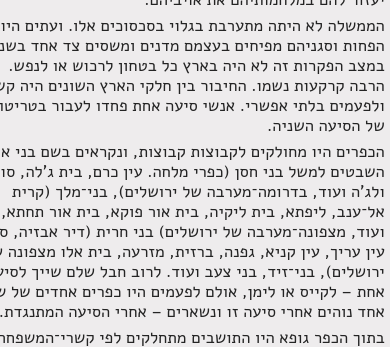 יעזור להם במלחמותיהם את אויביהם.
הממשלה לא היתה מתערבת בגלוי בסכסוכים אלו. ועתים היו
הפחות וסגניהם מפיחים בעצמם מדנים ומשסים צד אחד בשני
במצב הפקרות זה לא היה בארץ כל בטחון לרכוש או לנפש.
הרבה קרקעות נשמו. החיבור בין חלקי הארץ השונים היה קש
ולפעמים בלתי אפשרי. אנשי סיעה אחת פחדו לעבור בטריטו
של הסיעה השניה.
הכפרים היו מחולקים לקבוצות קבוצות, ונקראים בשם בני א
השבטים למשל בני חסן (כפרי מלחה. עין כרם, בית ג'לה, סו
ולג'ה ועוד, בדרומה־מערבה של ירושלים), בני־מלך (קרית
אל־ענב, ליפתא, בית ליקיה, בית אור פוקא, בית אור תחתא,
ועוד, מצפונה־מערבה של ירושלים) בני חרית (דיר אבזיה, ס
עין עריך, עין קניא, גפנה, ברזית, מזרעה, בית אלו מצפונה
ירושלים), בני־זיד, בני צעב ועוד. לרוב חבל שלם שייך לסיע
אחת – לקייס או לימן, אולם לפעמים היו כפרים אחדים של ש
אחד נוהים אחרי סיעה זו ונשארים – אחרי הסיעה המתנגדת.
בתוך הכפר גופא היו התושבים מתחלקים לפי קשרי־המשפחה